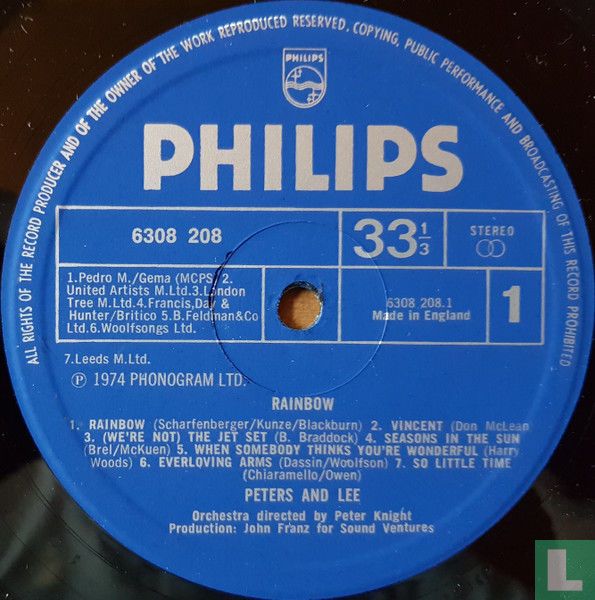 ALL RIGHTS OF THE RECORD PRODUCER AND OF THE OWNER OF THE WORK REPRODUCED RESERVED. COPYING, PUBLIC PERFORMANCE AND BROADCASTING OF THIS RECORD PROHIBITED
PHILIPS
PHILIPS
6308 208
33 1/3
STEREO
1.Pedro M./Gema (MCPS) 2.
United Artists M.Ltd.3.London
Tree M.Ltd.4.Francis,Day &
Hunter/Britico 5.B.Feldman&Co
Ltd.6.Woolfsongs Ltd.
7.Leeds M.Ltd.
6308 208.1
Made in England
1
℗ 1974 PHONOGRAM LTD.
RAINBOW
1. RAINBOW (Scharfenberger/Kunze/Blackburn) 2. VINCENT (Don McLean
3. (WE'RE NOT) THE JET SET (B. Braddock) 4. SEASONS IN THE SUN
(Brel/McKuen) 5. WHEN SOMEBODY THINKS YOU'RE WONDERFUL (Harry
Woods) 6. EVERLOVING ARMS (Dassin/Woolfson) 7. SO LITTLE TIME
(Chiaramello/Owen)
PETERS AND LEE
Orchestra directed by Peter Knight
Production: John Franz for Sound Ventures
L